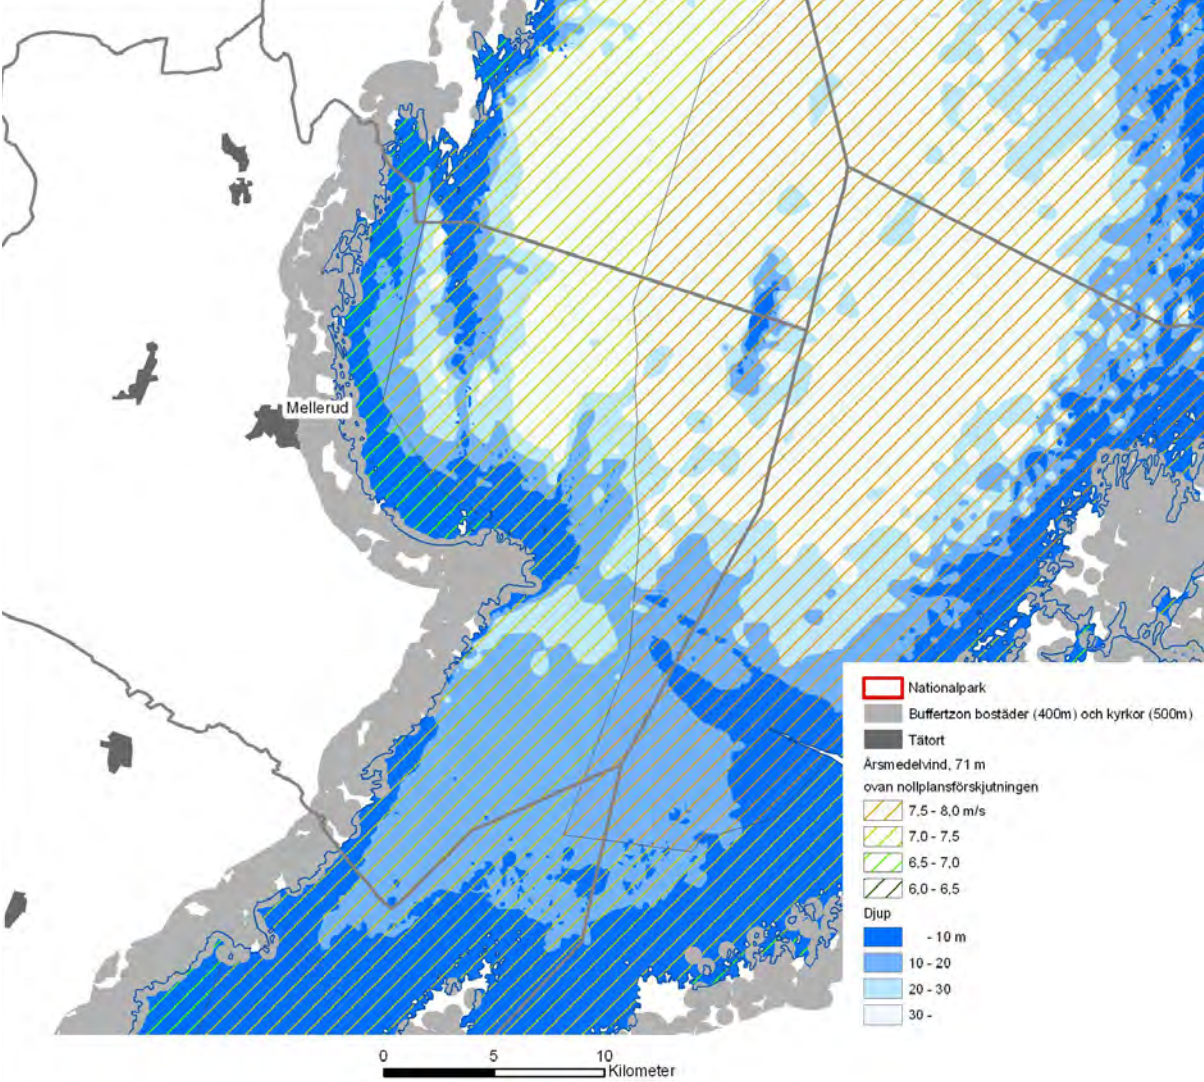 Mellerud
Nationalpark
Buffertzon bostäder (400m) och kyrkor (500m)
Tätort
Årsmedelvind, 71 m
ovan nollplansförskjutningen
7,5 - 8,0 m/s
7,0 - 7,5
6,5 - 7,0
6,0 - 6,5
Djup
- 10 m
10 - 20
20 - 30
30 -
0 5 10
Kilometer